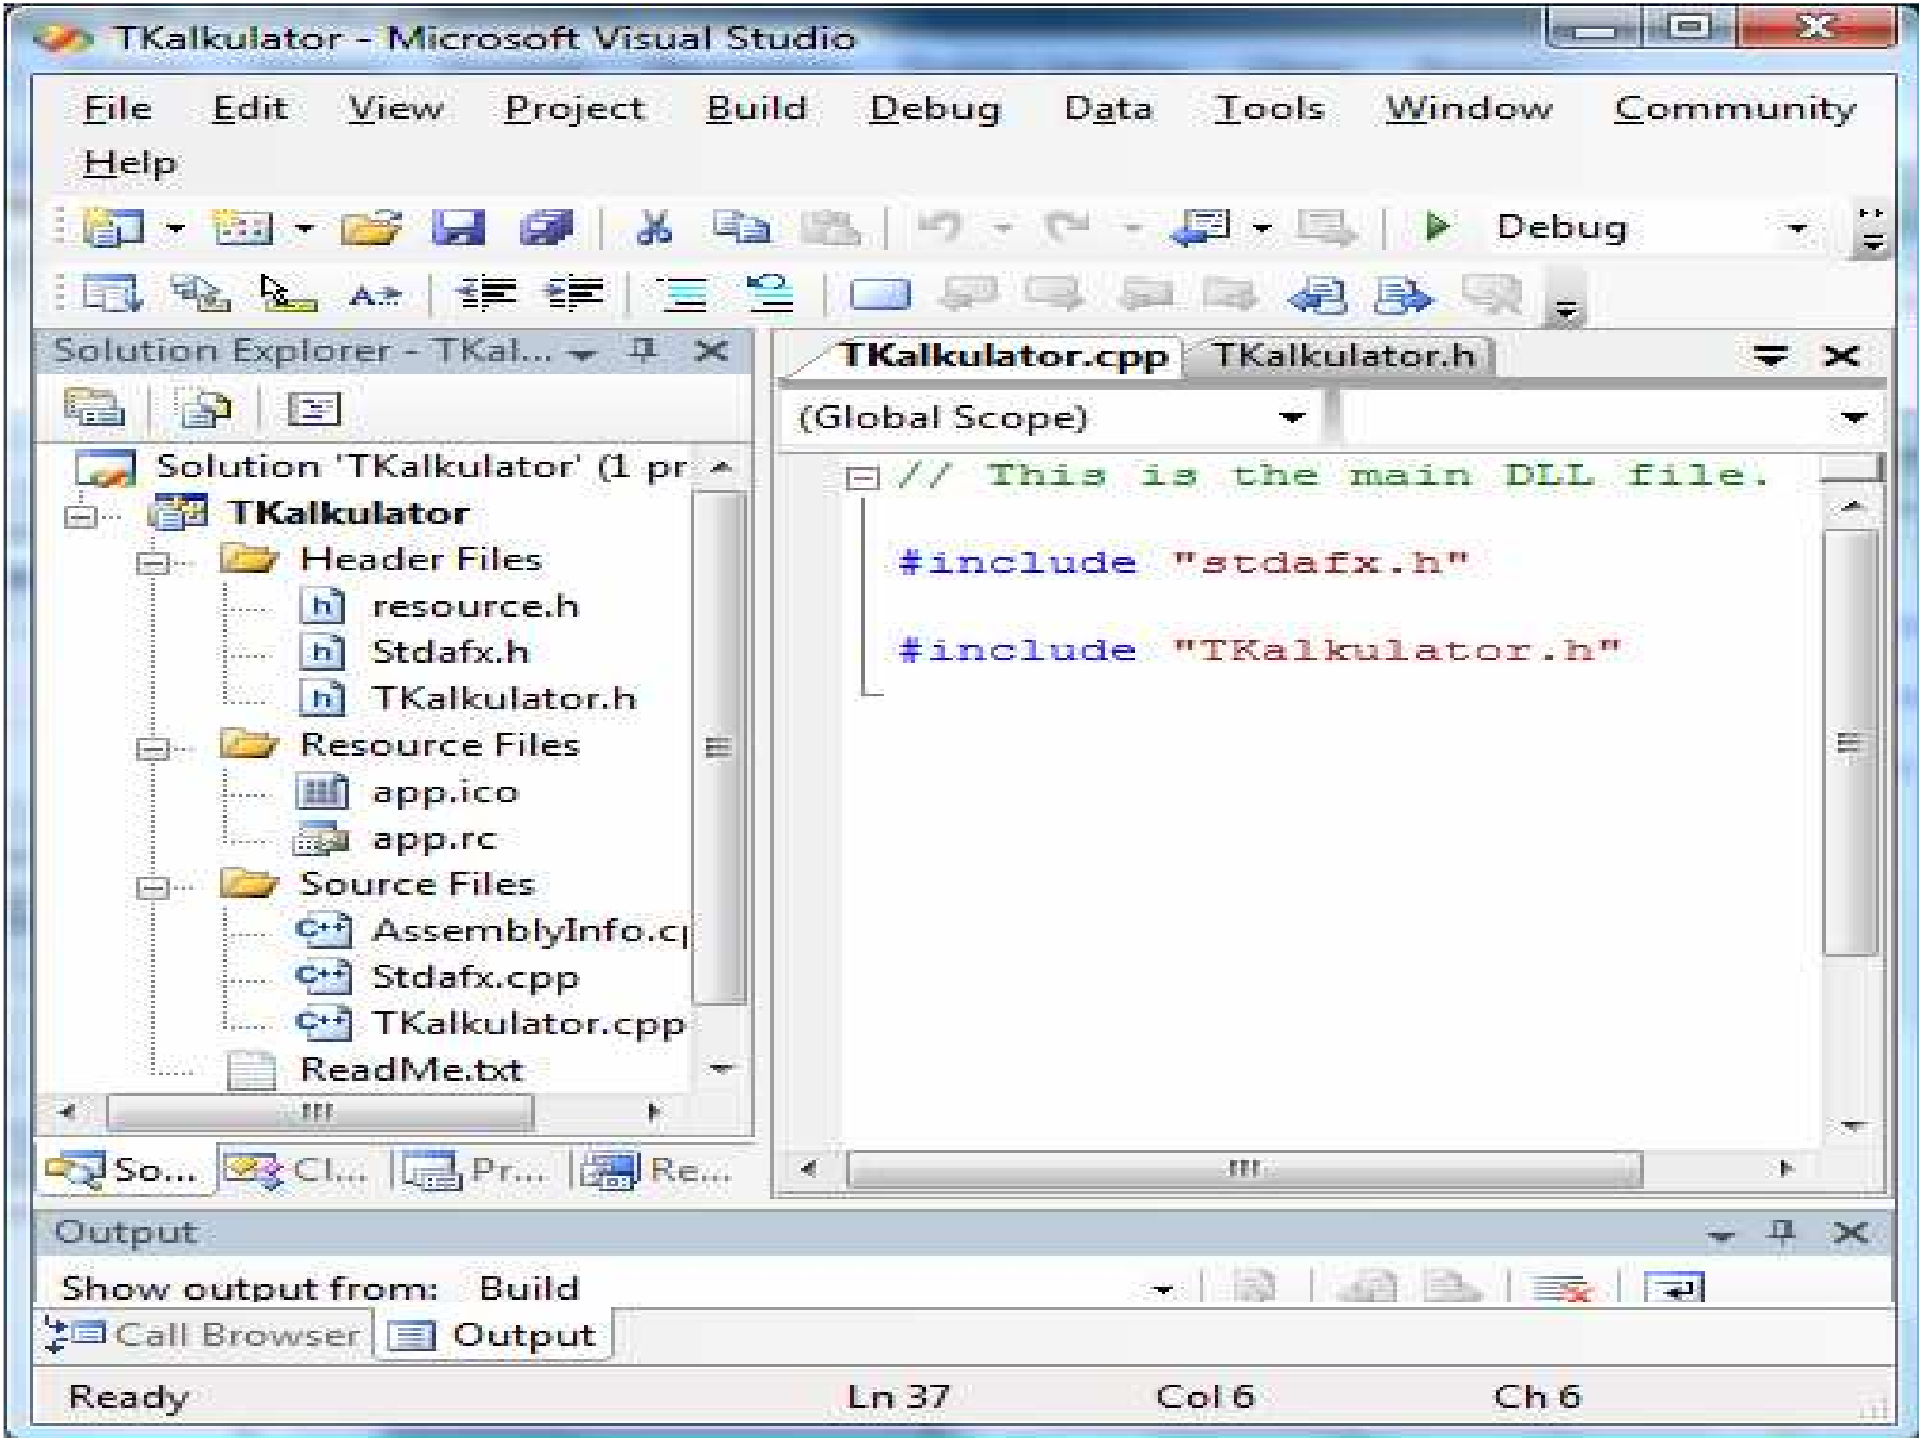 TKalkulator - Microsoft Visual Studio
File Edit View Project Build Debug Data Tools Window Community
Help
Debug
Solution Explorer - TKal...
Solution 'TKalkulator' (1 pr
TKalkulator
Header Files
resource.h
Stdafx.h
TKalkulator.h
Resource Files
app.ico
app.rc
Source Files
AssemblyInfo.c
Stdafx.cpp
TKalkulator.cpp
ReadMe.txt
So... Cl... Pr... Re...
TKalkulator.cpp TKalkulator.h
(Global Scope)
// This is the main DLL file.
#include "stdafx.h"
#include "TKalkulator.h"
Output
Show output from: Build
Call Browser Output
Ready Ln 37 Col 6 Ch 6